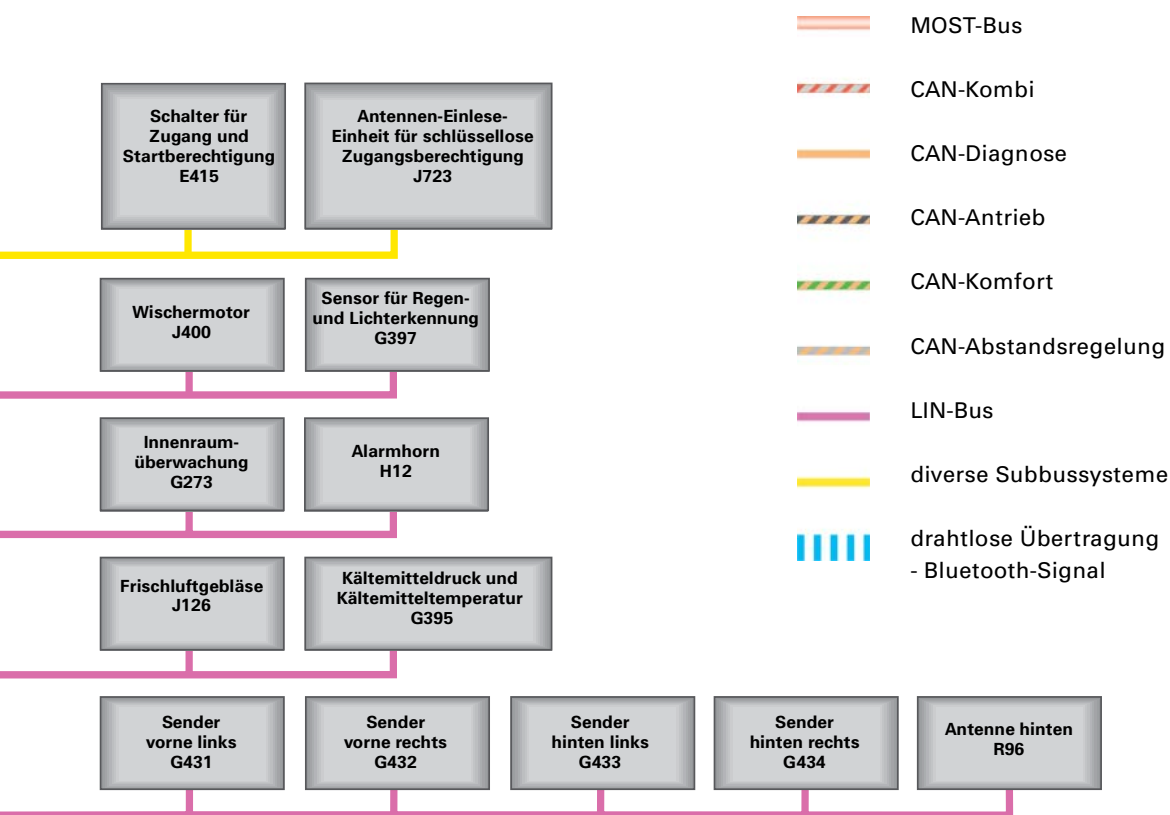 MOST-Bus
CAN-Kombi
CAN-Diagnose
CAN-Antrieb
CAN-Komfort
CAN-Abstandsregelung
LIN-Bus
diverse Subbussysteme
drahtlose Übertragung
- Bluetooth-Signal
Schalter für
Zugang und
Startberechtigung
E415
Antennen-Einlese-
Einheit für schlüssellose
Zugangsberechtigung
J723
Wischermotor
J400
Sensor für Regen-
und Lichterkennung
G397
Innenraum-
überwachung
G273
Alarmhorn
H12
Frischluftgebläse
J126
Kältemitteldruck und
Kältemitteltemperatur
G395
Sender
vorne links
G431
Sender
vorne rechts
G432
Sender
hinten links
G433
Sender
hinten rechts
G434
Antenne hinten
R96